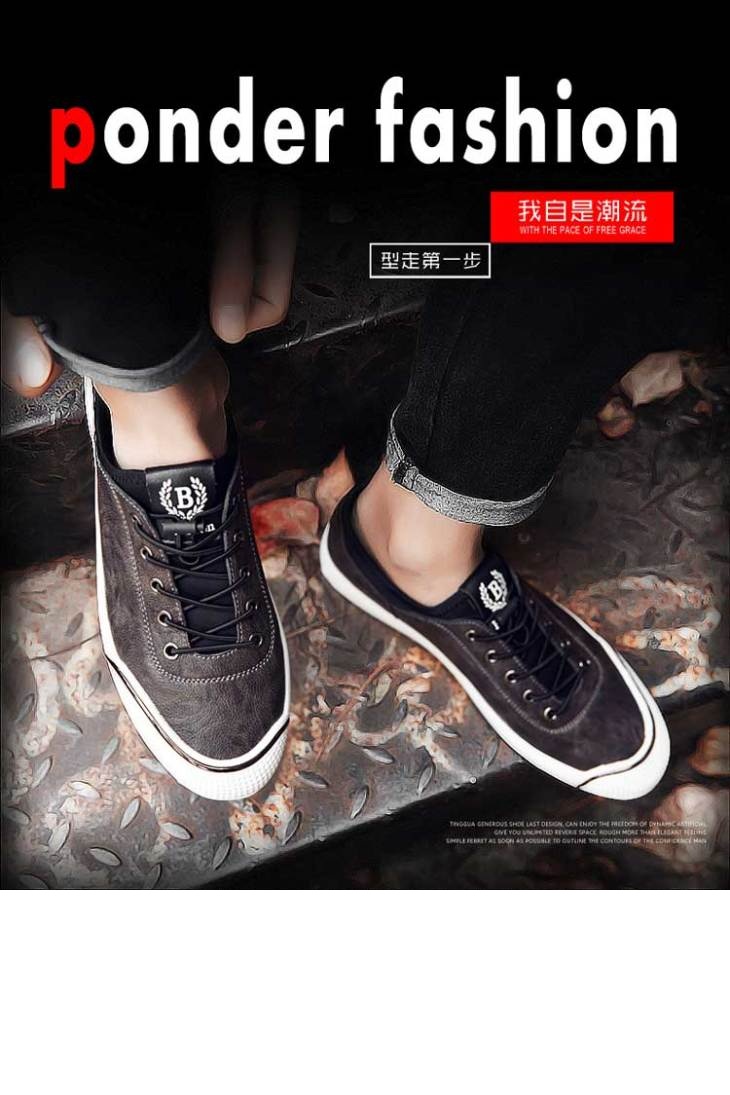 ponder fashion
我自是潮流
WITH THE PACE OF FREE GRACE
型走第一步
B
B
TINGGUA GENEROUS SHOE LAST DESIGN, CAN ENJOY THE FREEDOM OF DYNAMIC ARTIFICIAL
GIVE YOU UNLIMITED REVERIE SPACE. ROUGH MORE THAN ELEGANT FEELING
SIMPLE FERRET AS SOON AS POSSIBLE TO OUTLINE THE CONTOURS OF THE CONFIDENCE MAN